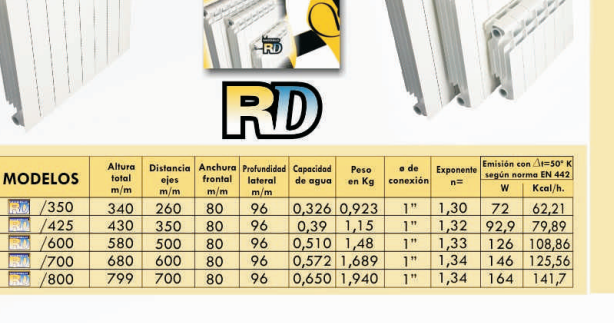 RD
RD
MODELOS Altura total m/m Distancia ejes m/m Anchura frontal m/m Profundidad lateral m/m Capacidad de agua Peso en Kg ø de conexión Exponente n= Emisión con Δt=50° K según norma EN 442 W Kcal/h.
RD /350 340 260 80 96 0,326 0,923 1" 1,30 72 62,21
RD /425 430 350 80 96 0,39 1,15 1" 1,32 92,9 79,89
RD /600 580 500 80 96 0,510 1,48 1" 1,33 126 108,86
RD /700 680 600 80 96 0,572 1,689 1" 1,34 146 125,56
RD /800 799 700 80 96 0,650 1,940 1" 1,34 164 141,7